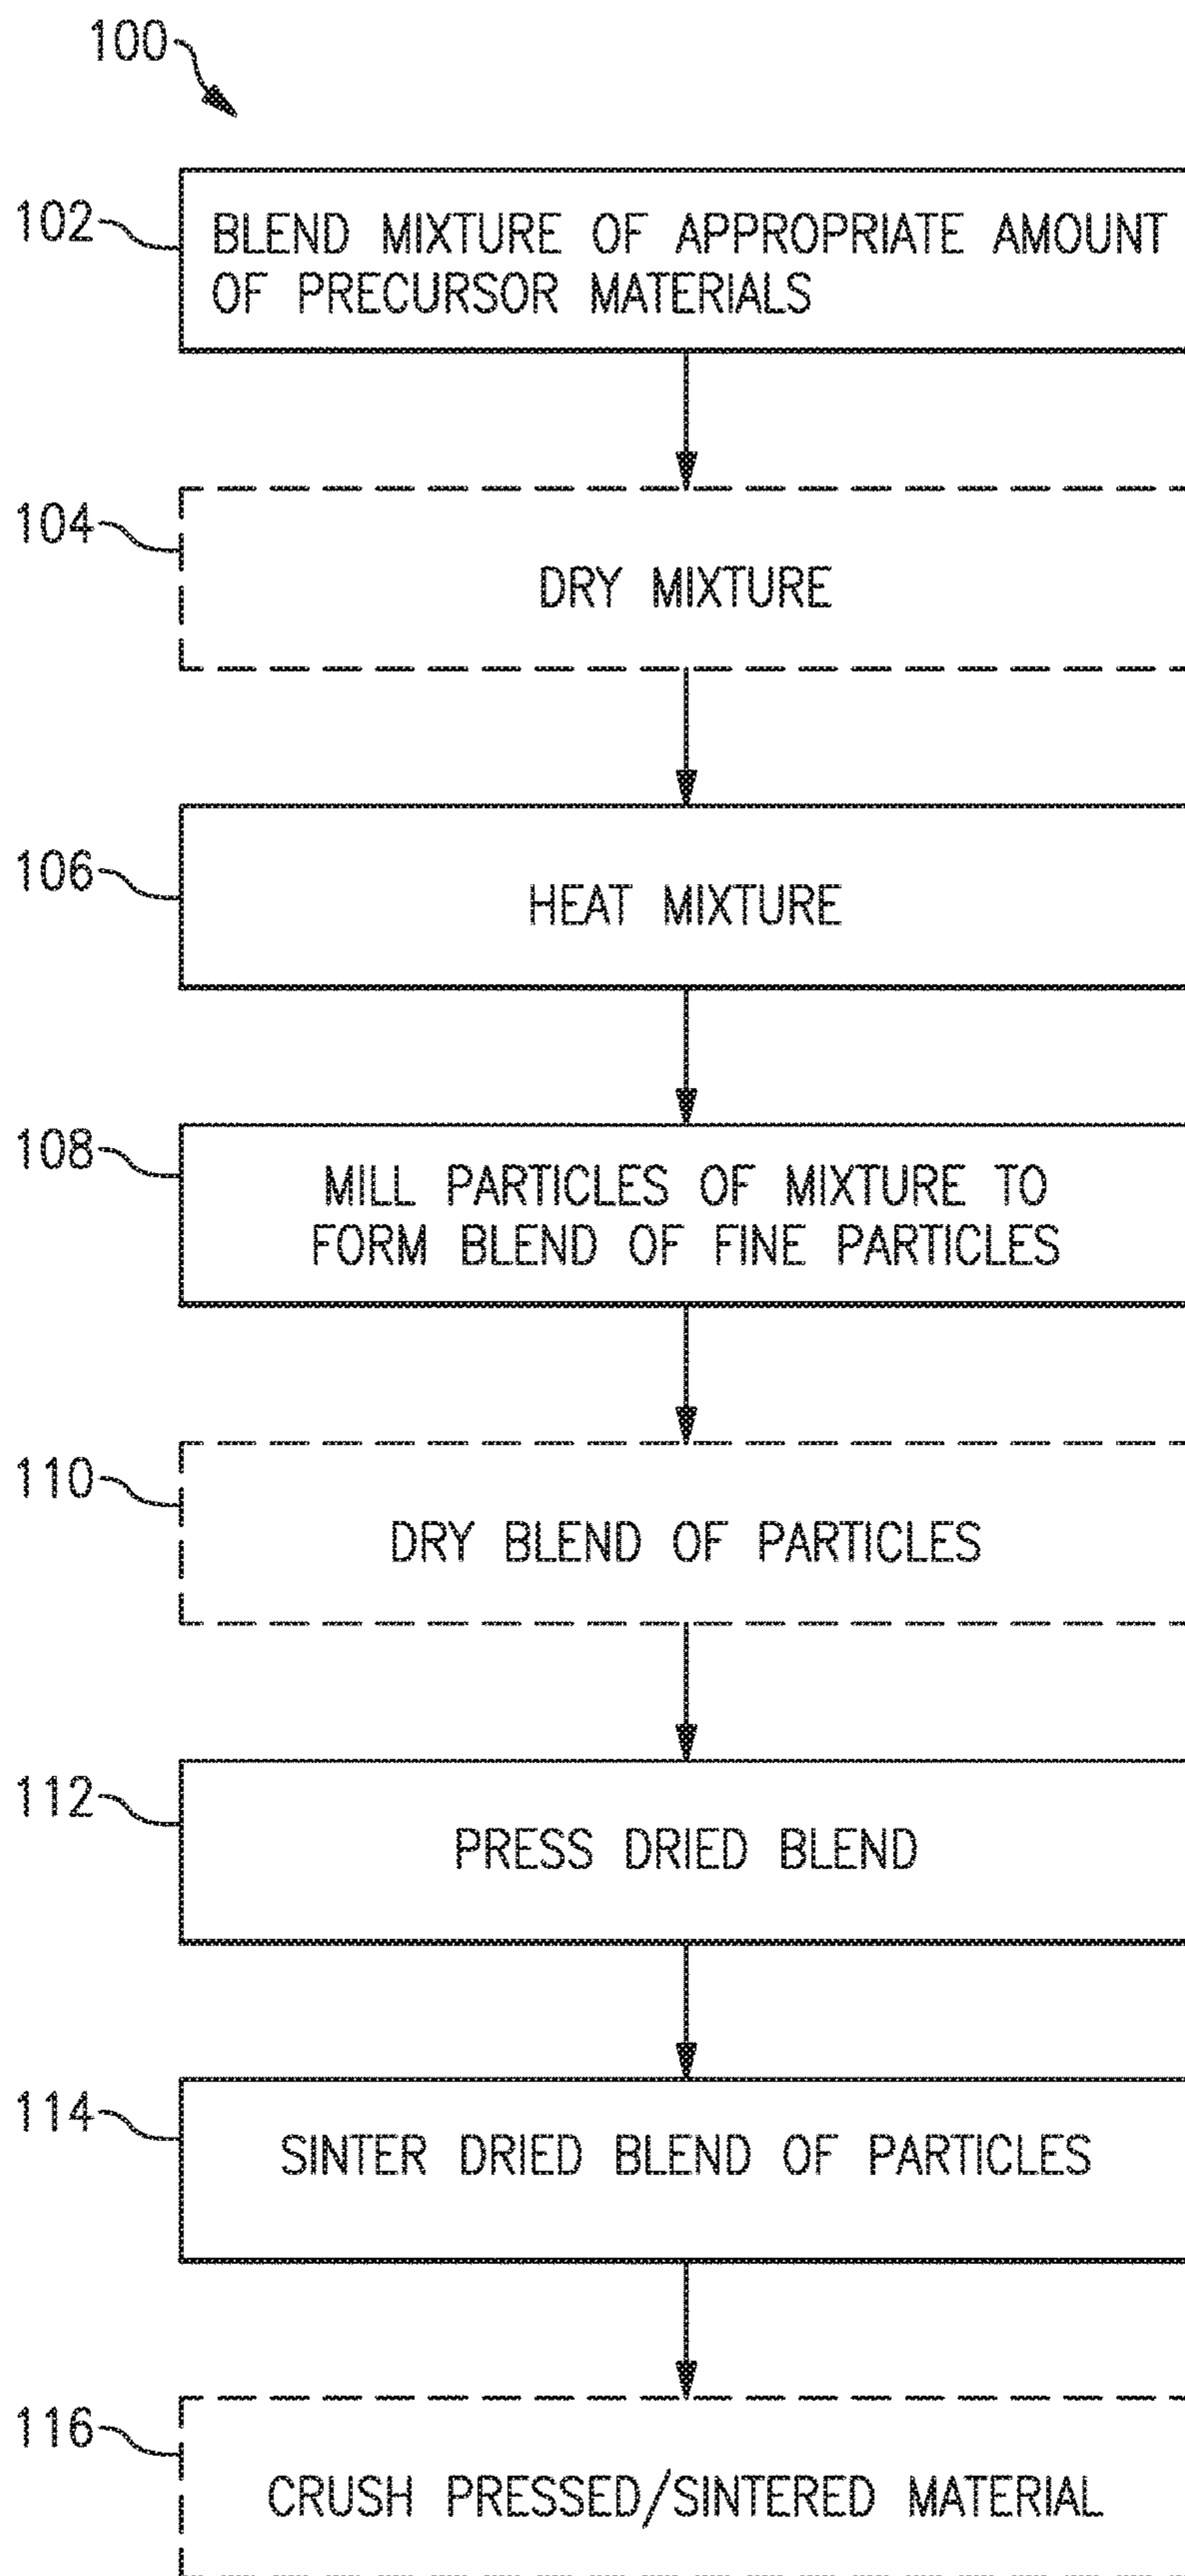 100
102
BLEND MIXTURE OF APPROPRIATE AMOUNT
OF PRECURSOR MATERIALS
104
DRY MIXTURE
106
HEAT MIXTURE
108
MILL PARTICLES OF MIXTURE TO
FORM BLEND OF FINE PARTICLES
110
DRY BLEND OF PARTICLES
112
PRESS DRIED BLEND
114
SINTER DRIED BLEND OF PARTICLES
116
CRUSH PRESSED/SINTERED MATERIAL